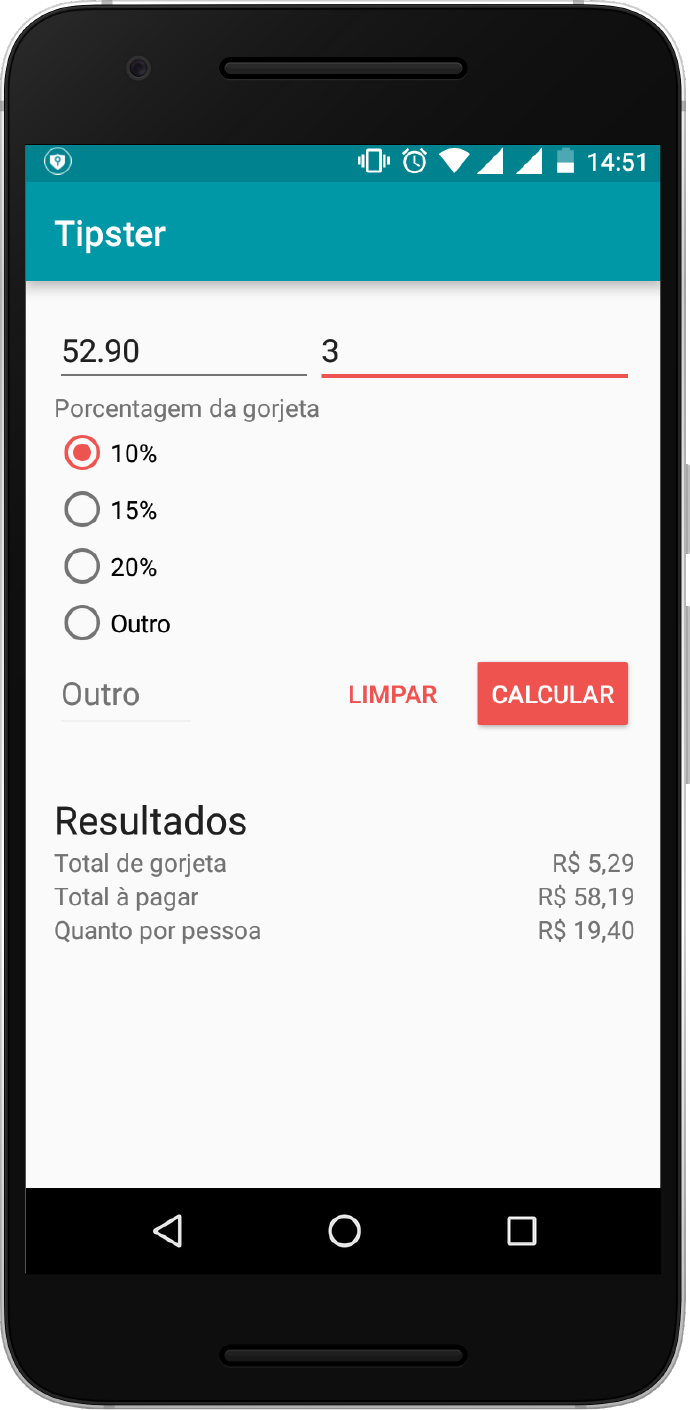 14:51
Tipster
52.90 3
Porcentagem da gorjeta
10%
15%
20%
Outro
Outro LIMPAR CALCULAR
Resultados
Total de gorjeta R$ 5,29
Total à pagar R$ 58,19
Quanto por pessoa R$ 19,40